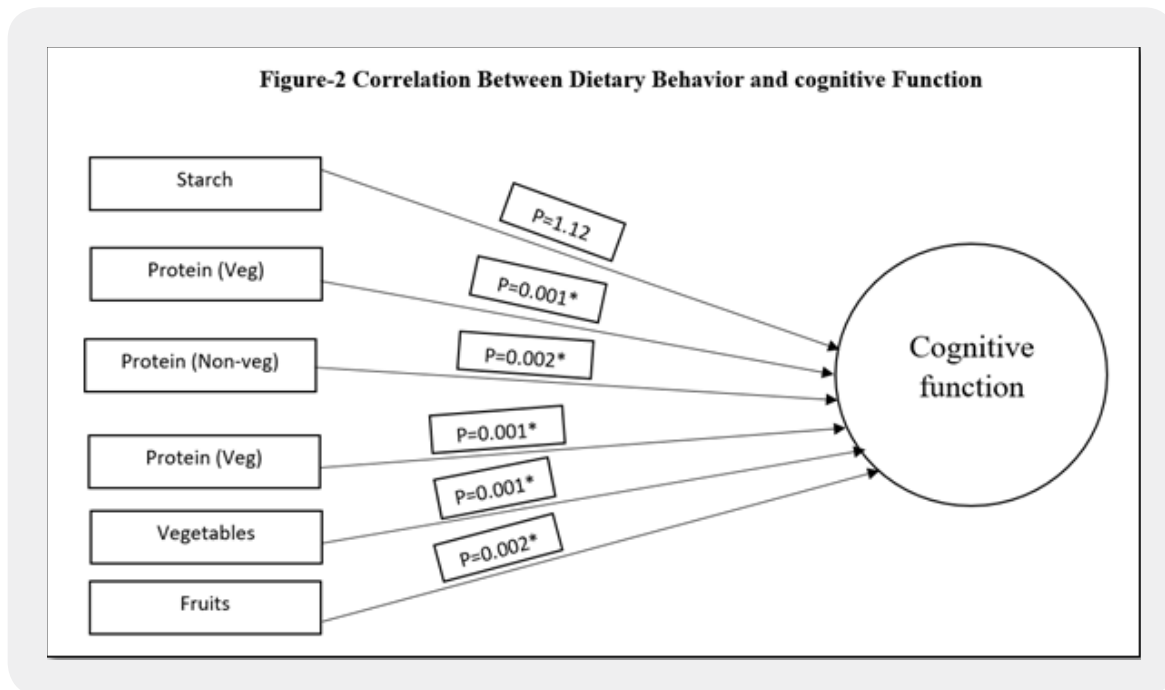 Figure-2 Correlation Between Dietary Behavior and cognitive Function
Starch
P=1.12
Protein (Veg)
P=0.001*
Protein (Non-veg)
P=0.002*
Protein (Veg)
P=0.001*
Vegetables
P=0.001*
Fruits
P=0.002*
Cognitive
function